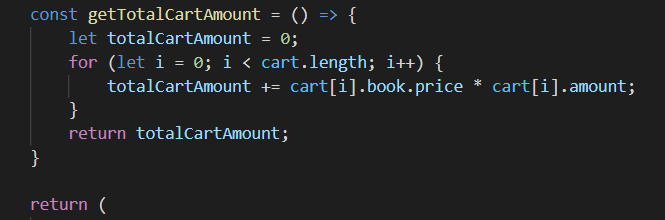 const getTotalCartAmount = () => {
let totalCartAmount = 0;
for (let i = 0; i < cart.length; i++) {
totalCartAmount += cart[i].book.price * cart[i].amount;
}
return totalCartAmount;
}
return (